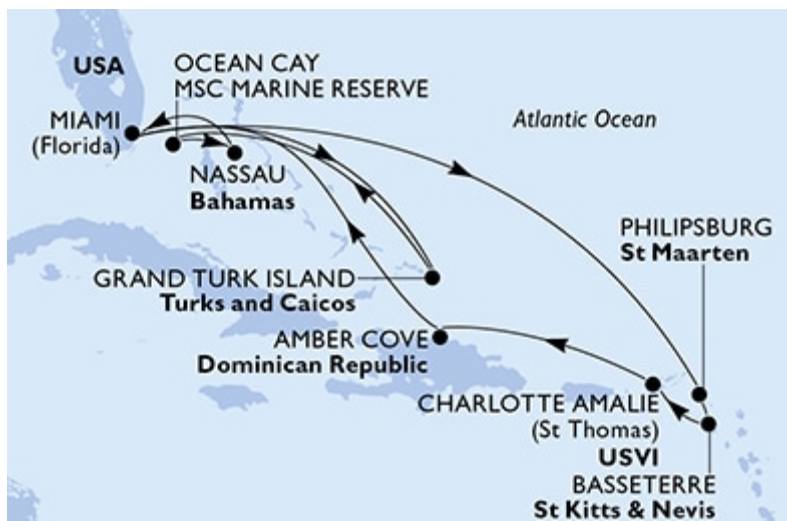 USA
OCEAN CAY
MSC MARINE RESERVE
MIAMI
(Florida)
Atlantic Ocean
NASSAU
Bahamas
PHILIPSBURG
St Maarten
GRAND TURK ISLAND
Turks and Caicos
AMBER COVE
Dominican Republic
CHARLOTTE AMALIE
(St Thomas)
USVI
BASSETERRE
St Kitts & Nevis